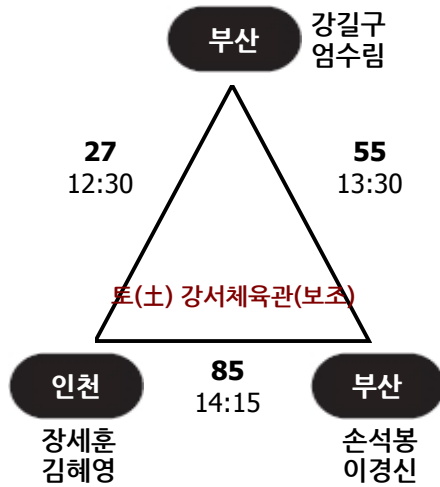 부산
강길구
엄수림
27
12:30
55
13:30
토(土) 강서체육관(보조)
인천
85
14:15
부산
장세훈
김혜영
손석봉
이경신